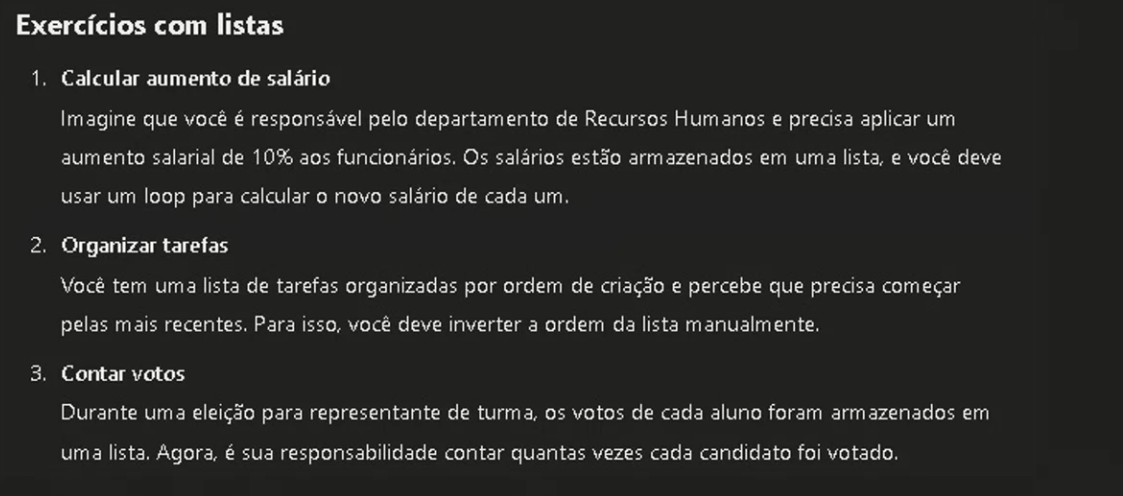 Exercícios com listas
1. Calcular aumento de salário
Imagine que você é responsável pelo departamento de Recursos Humanos e precisa aplicar um
aumento salarial de 10% aos funcionários. Os salários estão armazenados em uma lista, e você deve
usar um loop para calcular o novo salário de cada um.
2. Organizar tarefas
Você tem uma lista de tarefas organizadas por ordem de criação e percebe que precisa começar
pelas mais recentes. Para isso, você deve inverter a ordem da lista manualmente.
3. Contar votos
Durante uma eleição para representante de turma, os votos de cada aluno foram armazenados em
uma lista. Agora, é sua responsabilidade contar quantas vezes cada candidato foi votado.